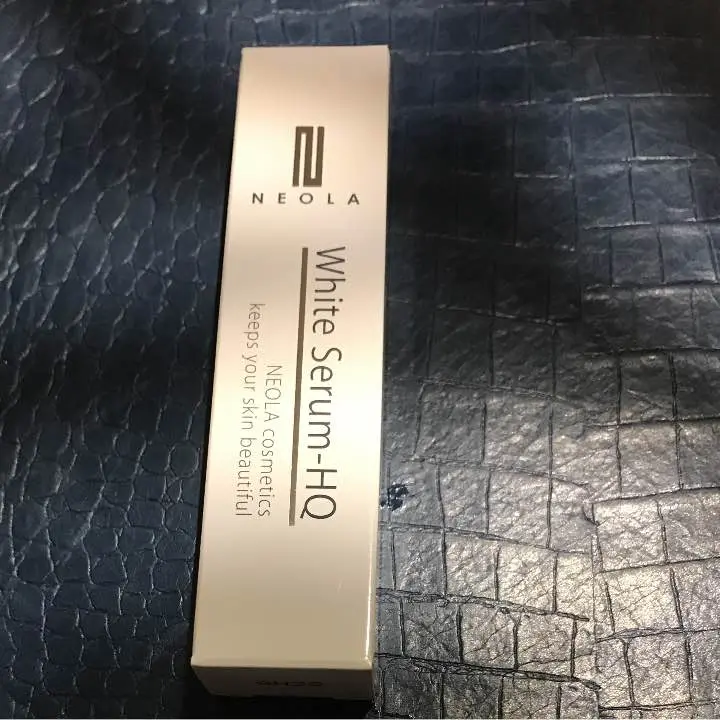 NEOLA
White Serum-HQ
NEOLA cosmetics
keeps your skin beautiful